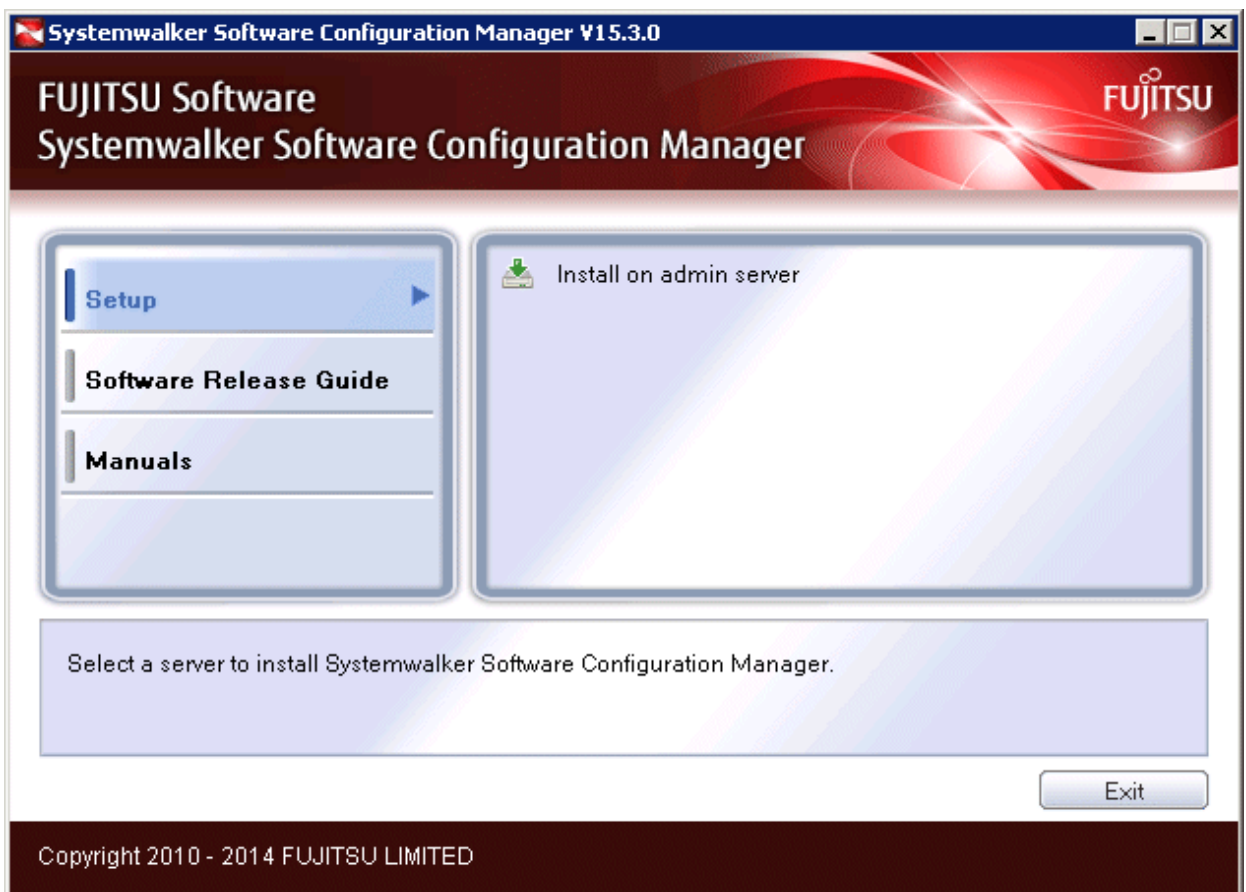 Systemwalker Software Configuration Manager V15.3.0
FUJITSU Software
Systemwalker Software Configuration Manager
FUJITSU
Setup
Software Release Guide
Manuals
Install on admin server
Select a server to install Systemwalker Software Configuration Manager.
Exit
Copyright 2010 - 2014 FUJITSU LIMITED